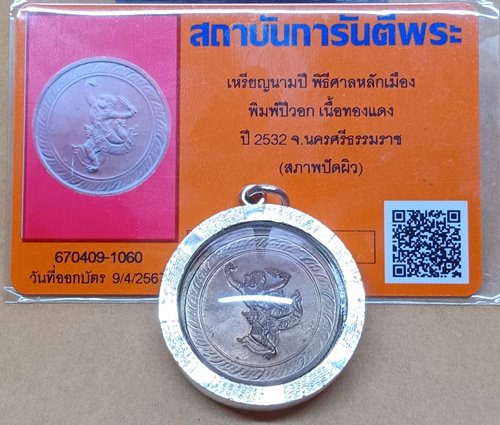 สถาบันการันตีพระ
เหรียญนามปี พิธีศาลหลักเมือง
พิมพ์ปีวอก เนื้อทองแดง
ปี 2532 จ.นครศรีธรรมราช
(สภาพปัดผิว)
670409-1060
วันที่ออกบัตร 9/4/2567